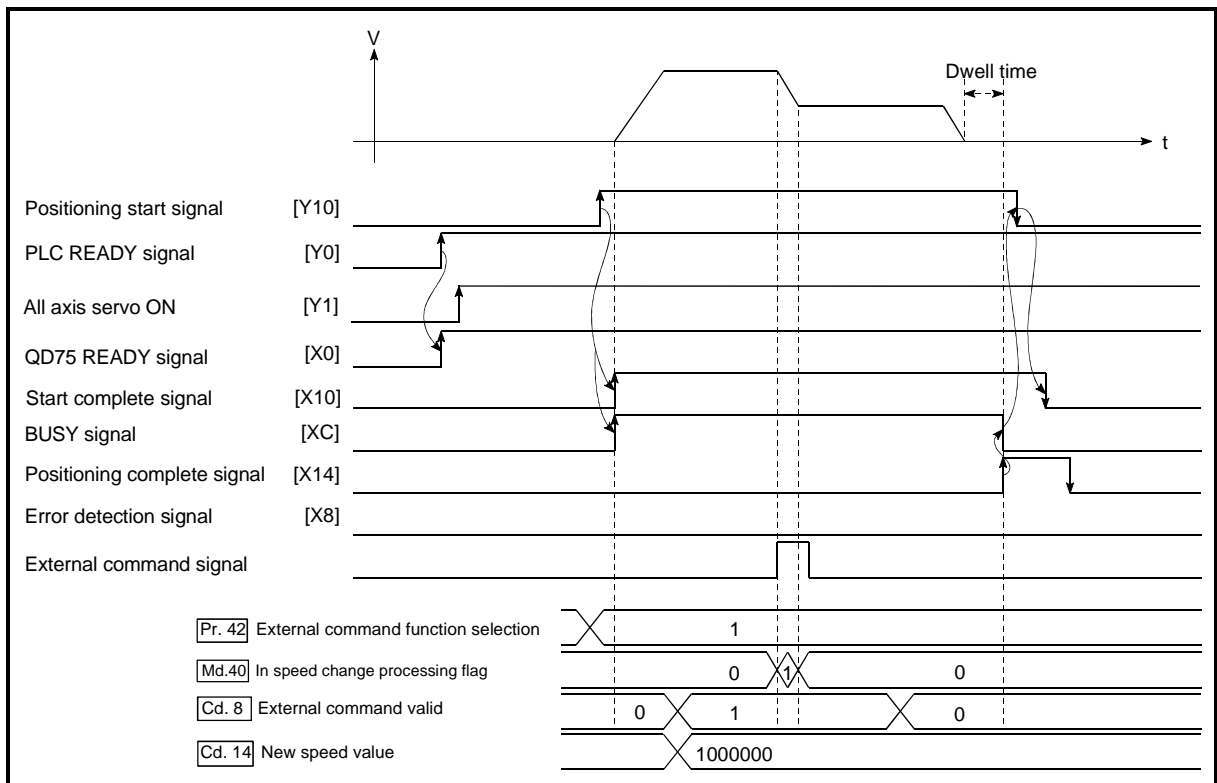 V
Dwell time
t
Positioning start signal [Y10]
PLC READY signal [Y0]
All axis servo ON [Y1]
QD75 READY signal [X0]
Start complete signal [X10]
BUSY signal [XC]
Positioning complete signal [X14]
Error detection signal [X8]
External command signal
Pr. 42 External command function selection 1
Md.40 In speed change processing flag 0 1 0
Cd. 8 External command valid 0 1 0
Cd. 14 New speed value 1000000